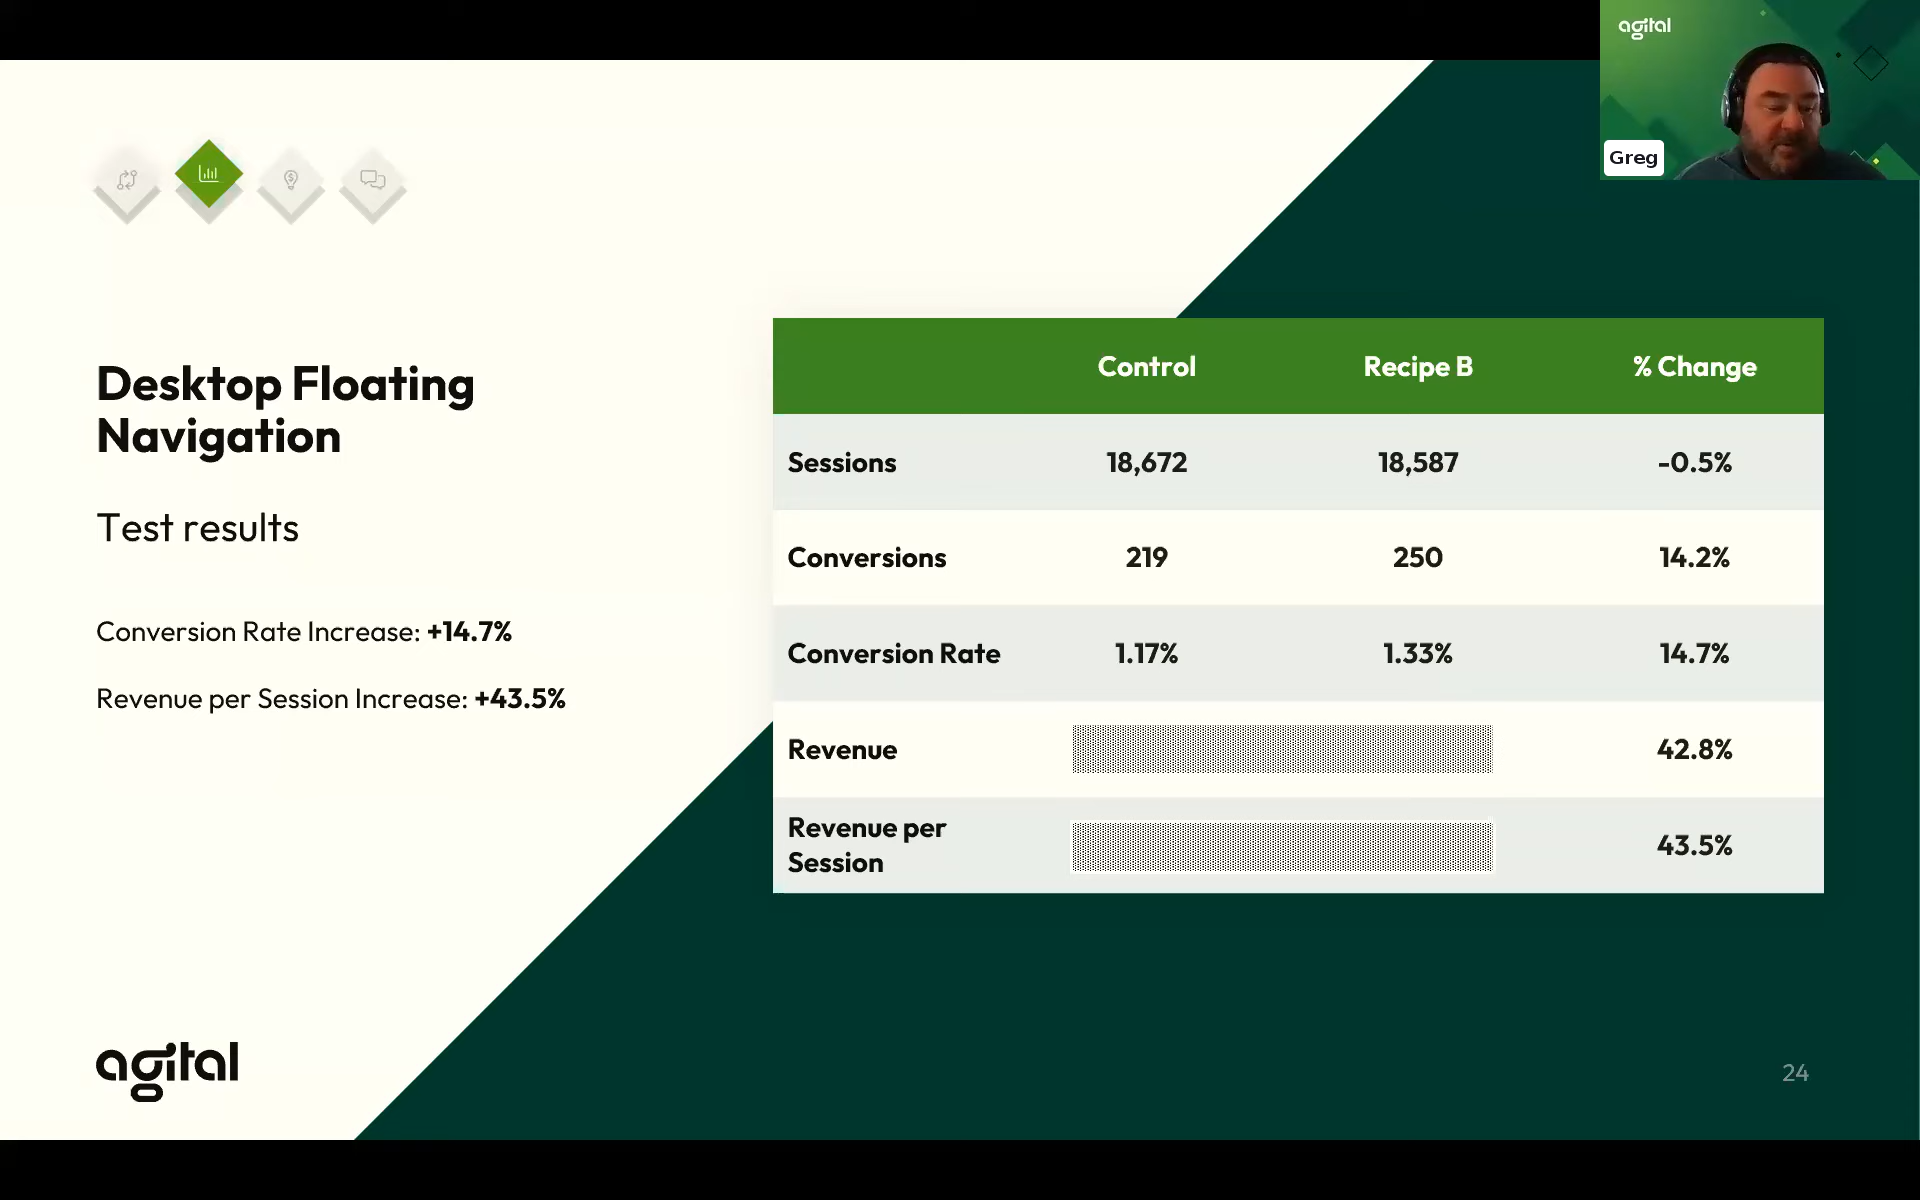 agital
Greg
Desktop Floating
Navigation
Test results
Conversion Rate Increase: +14.7%
Revenue per Session Increase: +43.5%
Control Recipe B % Change
Sessions 18,672 18,587 -0.5%
Conversions 219 250 14.2%
Conversion Rate 1.17% 1.33% 14.7%
Revenue 42.8%
Revenue per
Session 43.5%
agital
24